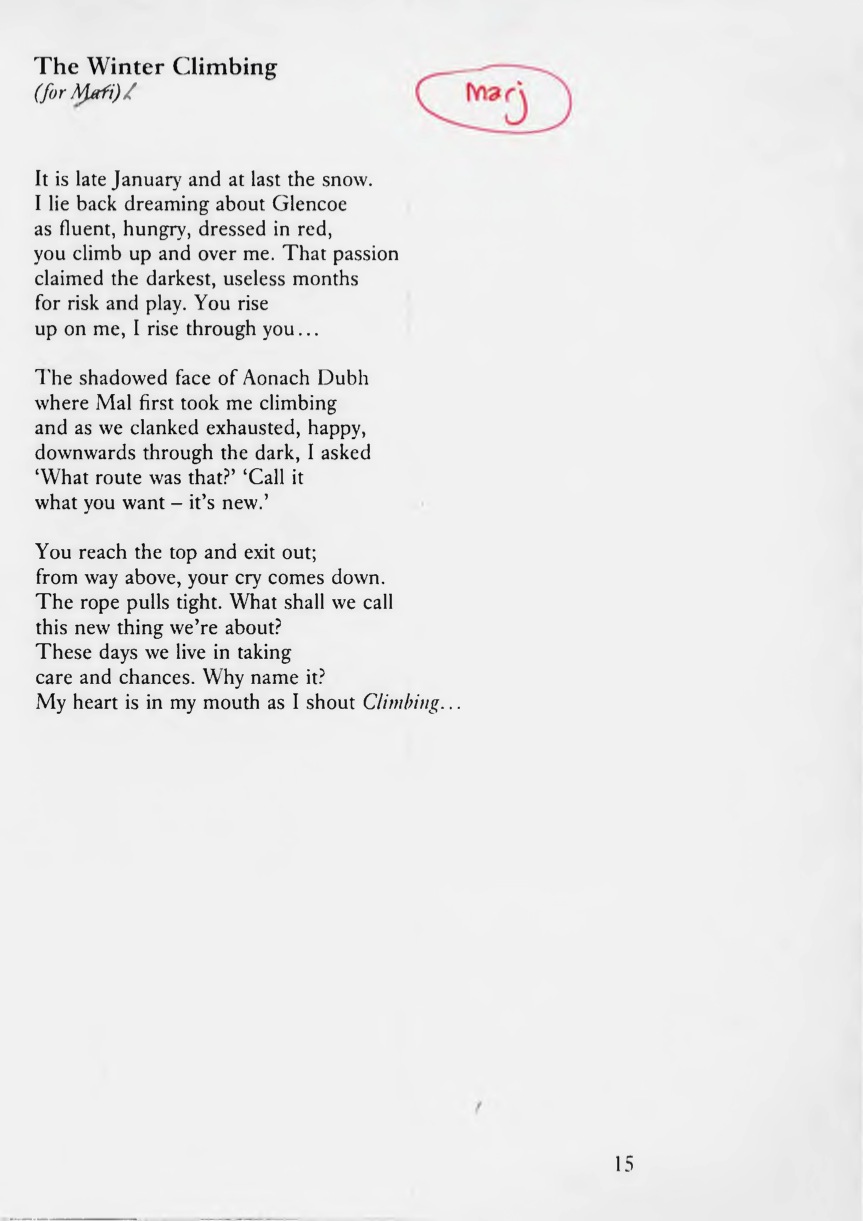 The Winter Climbing
(for Mari)
Marj
It is late January and at last the snow.
I lie back dreaming about Glencoe
as fluent, hungry, dressed in red,
you climb up and over me. That passion
claimed the darkest, useless months
for risk and play. You rise
up on me, I rise through you...
The shadowed face of Aonach Dubh
where Mal first took me climbing
and as we clanked exhausted, happy,
downwards through the dark, I asked
‘What route was that?’ ‘Call it
what you want – it’s new.’
You reach the top and exit out;
from way above, your cry comes down.
The rope pulls tight. What shall we call
this new thing we’re about?
These days we live in taking
care and chances. Why name it?
My heart is in my mouth as I shout Climbing...
15